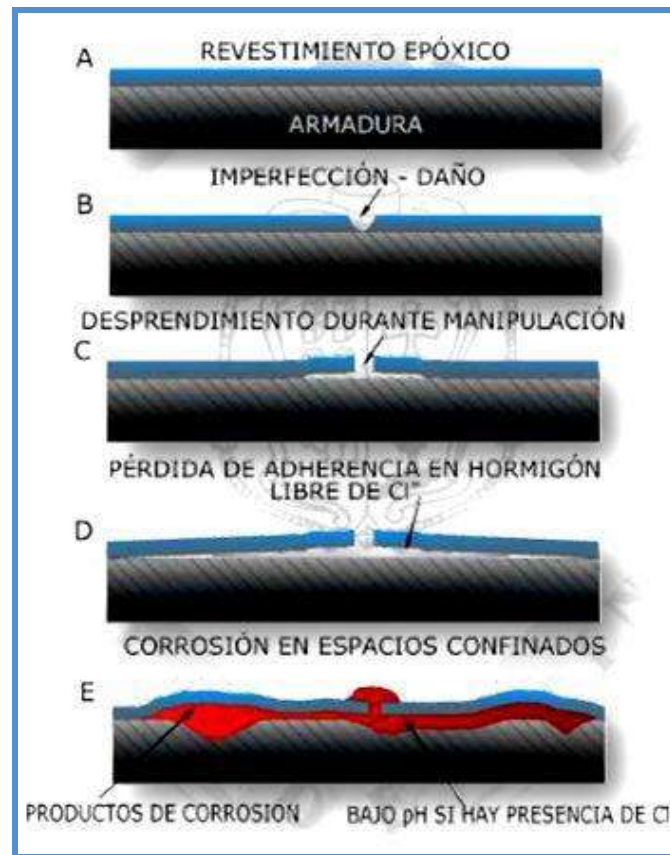 A
REVESTIMIENTO EPÓXICO
ARMADURA
IMPERFECCIÓN - DAÑO
B
DESPRENDIMIENTO DURANTE MANIPULACIÓN
C
PÉRDIDA DE ADHERENCIA EN HORMIGÓN
LIBRE DE Cl⁻
D
CORROSIÓN EN ESPACIOS CONFINADOS
E
PRODUCTOS DE CORROSION
BAJO pH SI HAY PRESENCIA DE Cl